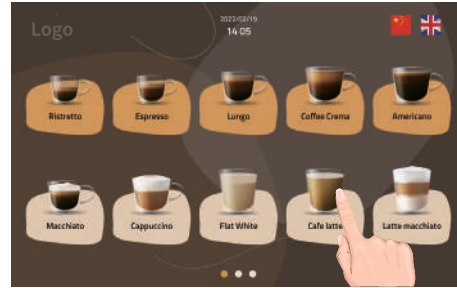 Logo
2022/02/19
14 05
Ristretto
Espresso
Lungo
Coffee Crema
Americano
Macchiato
Cappuccino
Flat White
Cafe latte
Latte macchiato